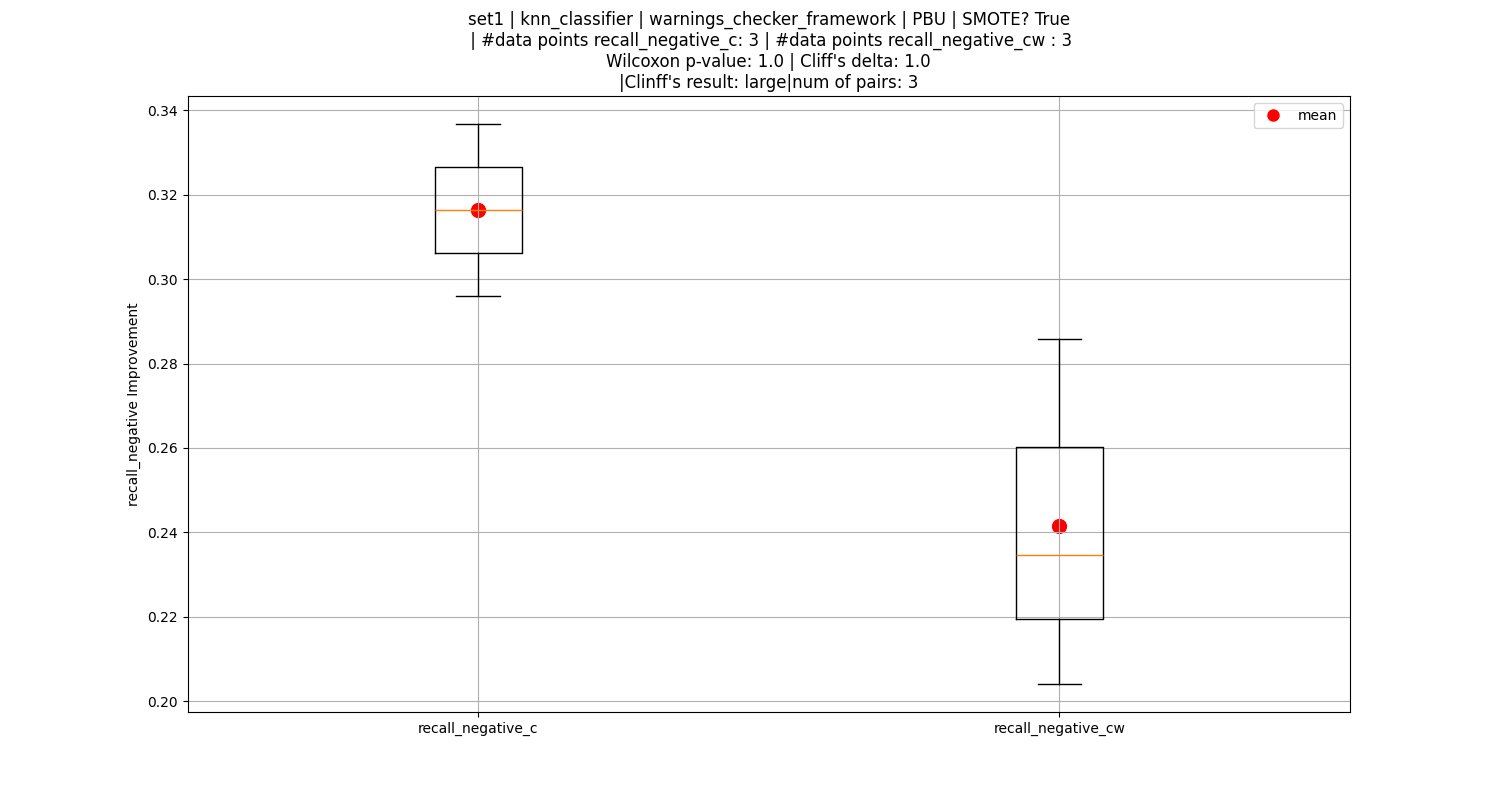 set1 | knn_classifier | warnings_checker_framework | PBU | SMOTE? True
| #data points recall_negative_c: 3 | #data points recall_negative_cw : 3
Wilcoxon p-value: 1.0 | Cliff's delta: 1.0
|Clinff's result: large|num of pairs: 3
mean
recall_negative Improvement
0.34
0.32
0.30
0.28
0.26
0.24
0.22
0.20
recall_negative_c
recall_negative_cw